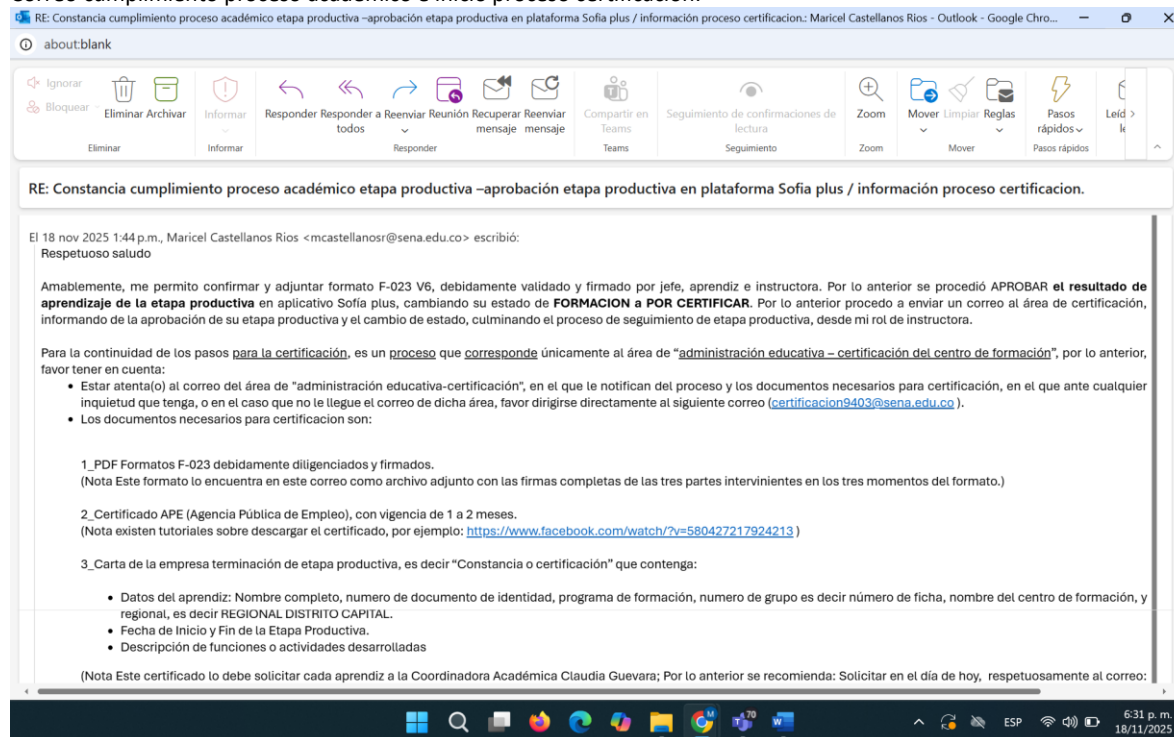 Correo cumplimiento proceso académico e inicio proceso certificación.
RE: Constancia cumplimiento proceso académico etapa productiva –aprobación etapa productiva en plataforma Sofia plus / información proceso certificacion.: Maricel Castellanos Rios - Outlook - Google Chro...
about:blank
Ignorar
Bloquear
Eliminar
Archivar
Eliminar
Informar
Informar
Responder
Responder a todos
Reenviar
Reunión
Recuperar mensaje
Reenviar mensaje
Responder
Compartir en Teams
Teams
Seguimiento de confirmaciones de lectura
Seguimiento
Zoom
Zoom
Mover
Limpiar
Reglas
Mover
Pasos rápidos
Pasos rápidos
RE: Constancia cumplimiento proceso académico etapa productiva –aprobación etapa productiva en plataforma Sofia plus / información proceso certificacion.
El 18 nov 2025 1:44 p.m., Maricel Castellanos Rios <mcastellanosr@sena.edu.co> escribió:
Respetuoso saludo
Amablemente, me permito confirmar y adjuntar formato F-023 V6, debidamente validado y firmado por jefe, aprendiz e instructora. Por lo anterior se procedió APROBAR el resultado de
aprendizaje de la etapa productiva en aplicativo Sofía plus, cambiando su estado de FORMACION a POR CERTIFICAR. Por lo anterior procedo a enviar un correo al área de certificación,
informando de la aprobación de su etapa productiva y el cambio de estado, culminando el proceso de seguimiento de etapa productiva, desde mi rol de
instructora.
Para la continuidad de los pasos para la certificación, es un proceso que corresponde únicamente al área de “administración educativa – certificación del centro de formación”, por lo anterior,
favor tener en cuenta:
• Estar atenta(o) al correo del área de "administración educativa-certificación", en el que le notifican del proceso y los documentos necesarios para certificación, en el que ante cualquier
inquietud que tenga, o en el caso que no le llegue el correo de dicha área, favor dirigirse directamente al siguiente correo (certificacion9403@sena.edu.co ).
• Los documentos necesarios para certificacion son:
1_PDF Formatos F-023 debidamente diligenciados y firmados.
(Nota Este formato lo encuentra en este correo como archivo adjunto con las firmas completas de las tres partes intervinientes en los tres momentos del formato.)
2_Certificado APE (Agencia Pública de Empleo), con vigencia de 1 a 2 meses.
(Nota existen tutoriales sobre descargar el certificado, por ejemplo: https://www.facebook.com/watch/?v=580427217924213 )
3_Carta de la empresa terminación de etapa productiva, es decir “Constancia o certificación” que contenga:
• Datos del aprendiz: Nombre completo, numero de documento de identidad, programa de formación, numero de grupo es decir número de ficha, nombre del centro de formación, y
regional, es decir REGIONAL DISTRITO CAPITAL.
• Fecha de Inicio y Fin de la Etapa Productiva.
• Descripción de funciones o actividades desarrolladas
(Nota Este certificado lo debe solicitar cada aprendiz a la Coordinadora Académica Claudia Guevara; Por lo anterior se recomienda: Solicitar en el día de hoy, respetuosamente al correo:
70
ESP
6:31 p. m.
18/11/2025